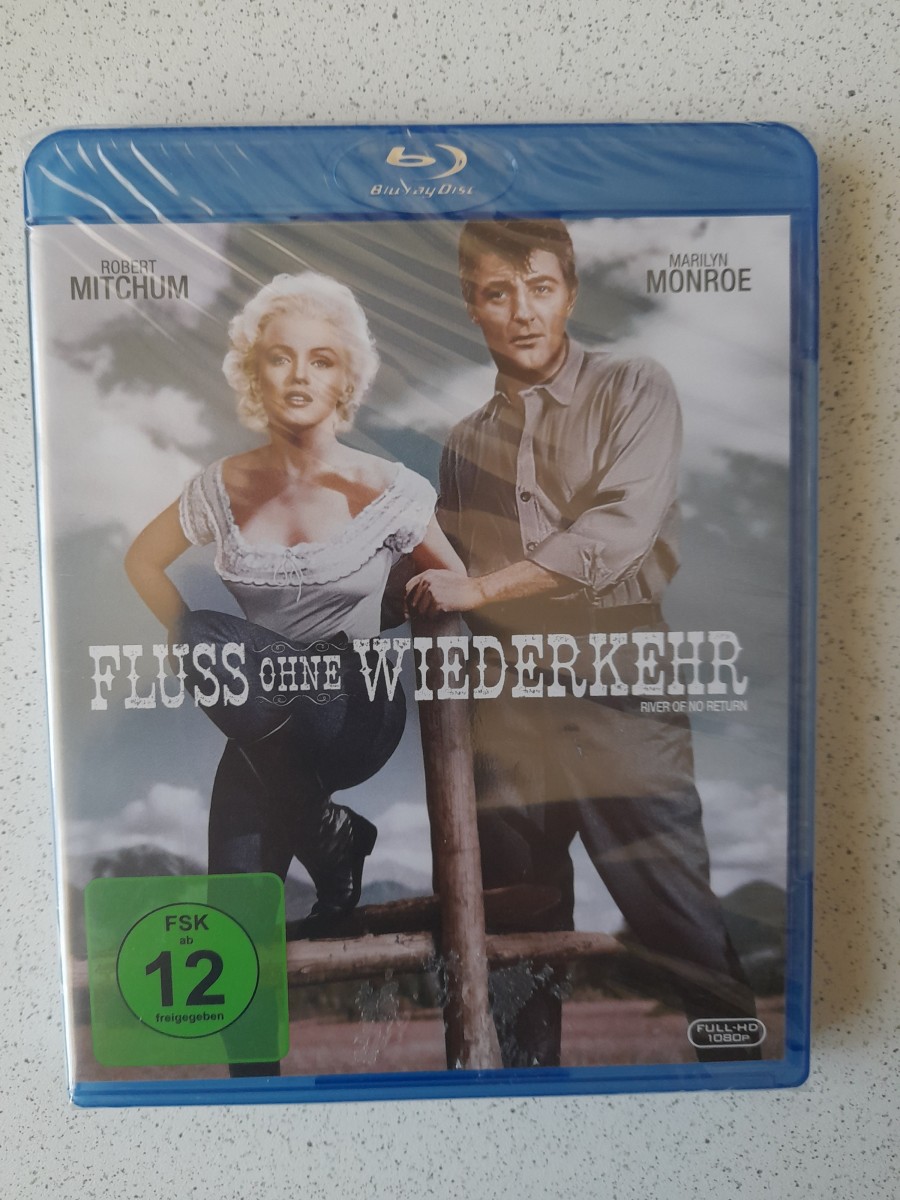 Blu-ray Disc
ROBERT
MITCHUM
MARILYN
MONROE
FLUSS OHNE WIEDERKEHR
RIVER OF NO RETURN
FSK
ab
12
freigegeben
FULL-HD
1080P